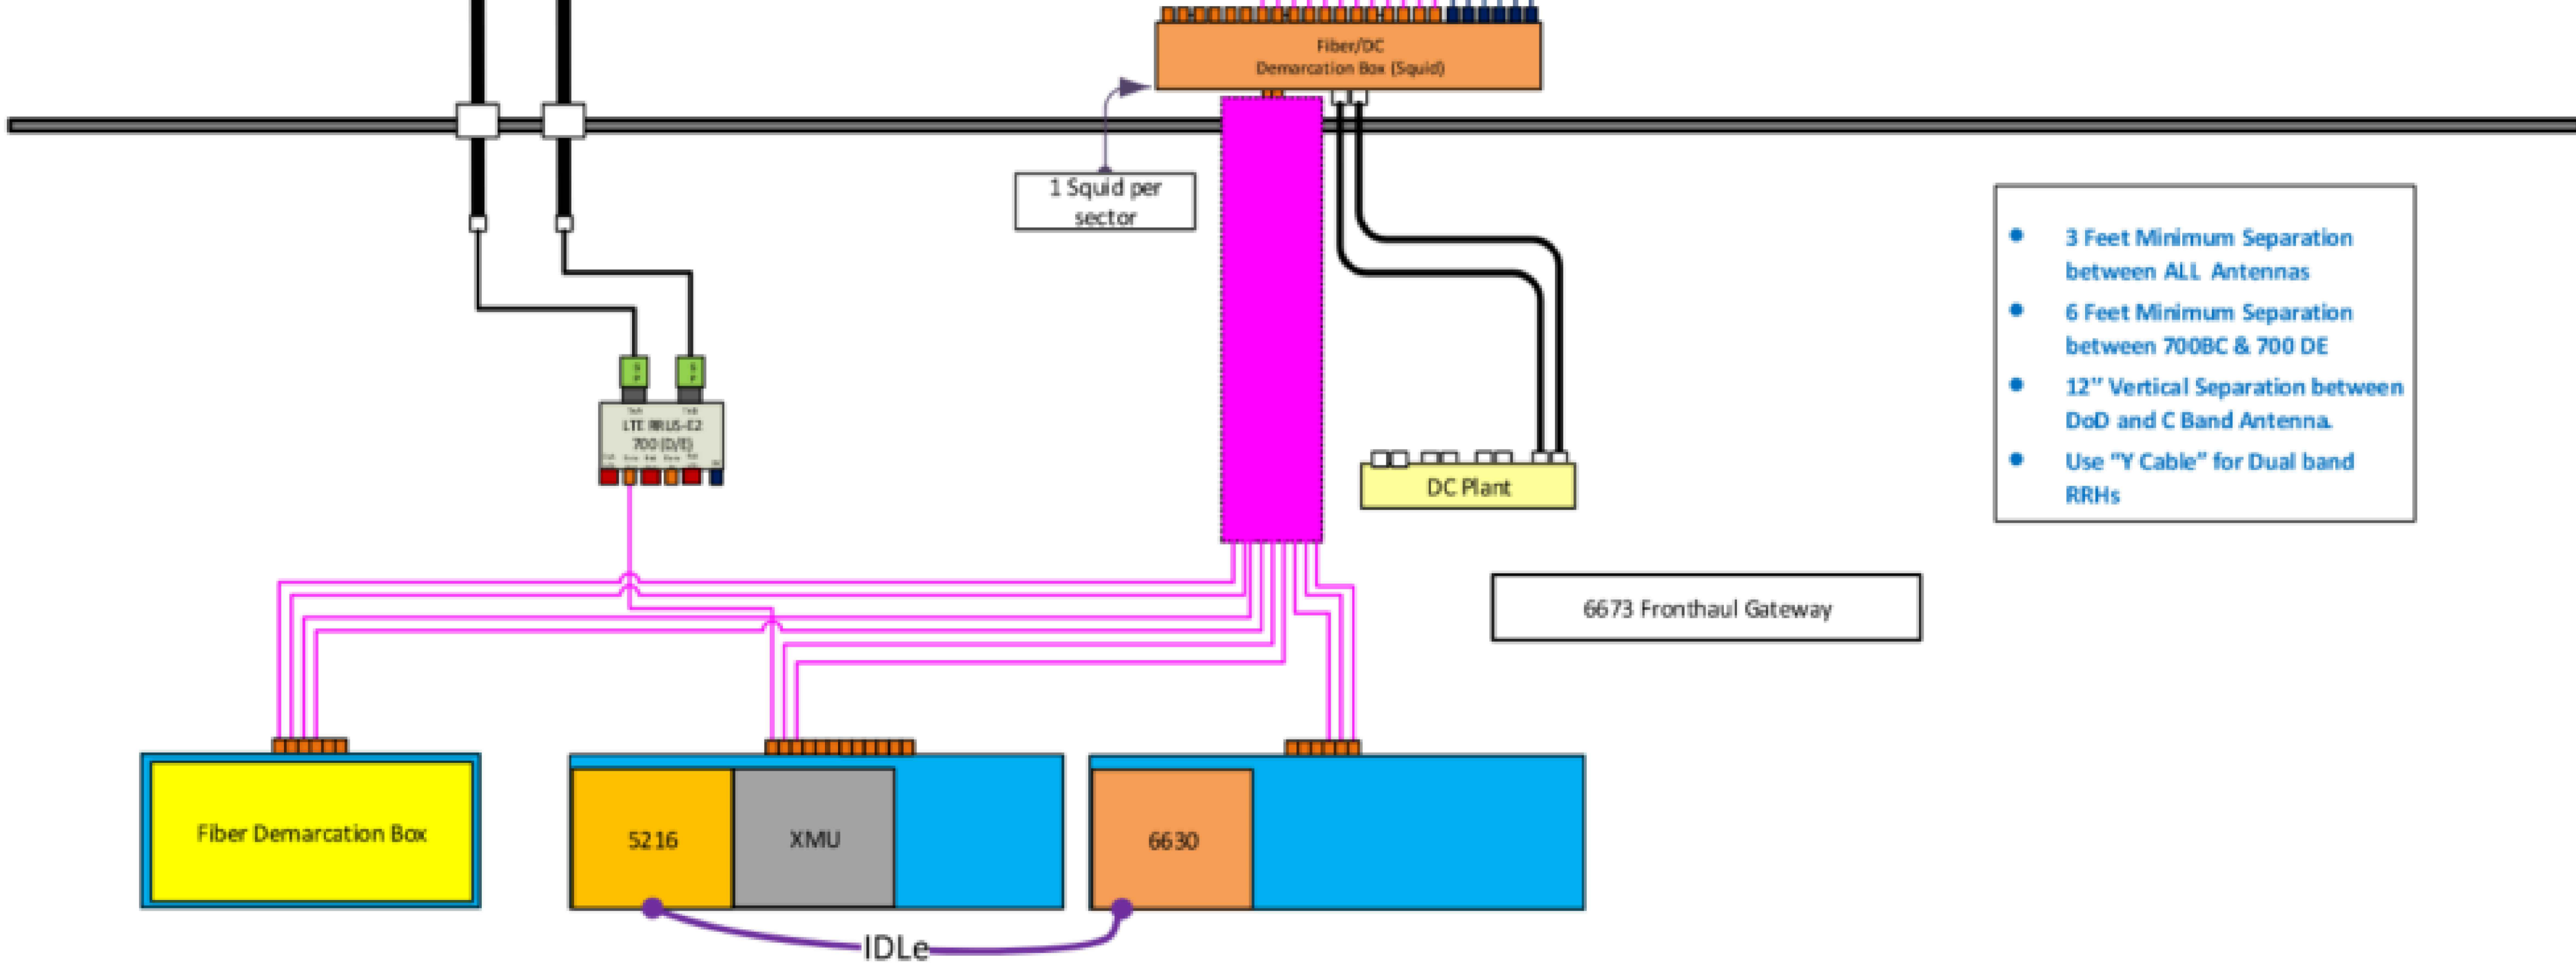 Fiber/DC
Demarcation Box (Squid)
1 Squid per
sector
3 Feet Minimum Separation
between ALL Antennas
6 Feet Minimum Separation
between 700BC & 700 DE
12" Vertical Separation between
DoD and C Band Antenna.
Use "Y Cable" for Dual band
RRHs
LTE RRUS-E2
700 (D/E)
DC Plant
6673 Fronthaul Gateway
Fiber Demarcation Box
5216
XMU
6630
IDLe